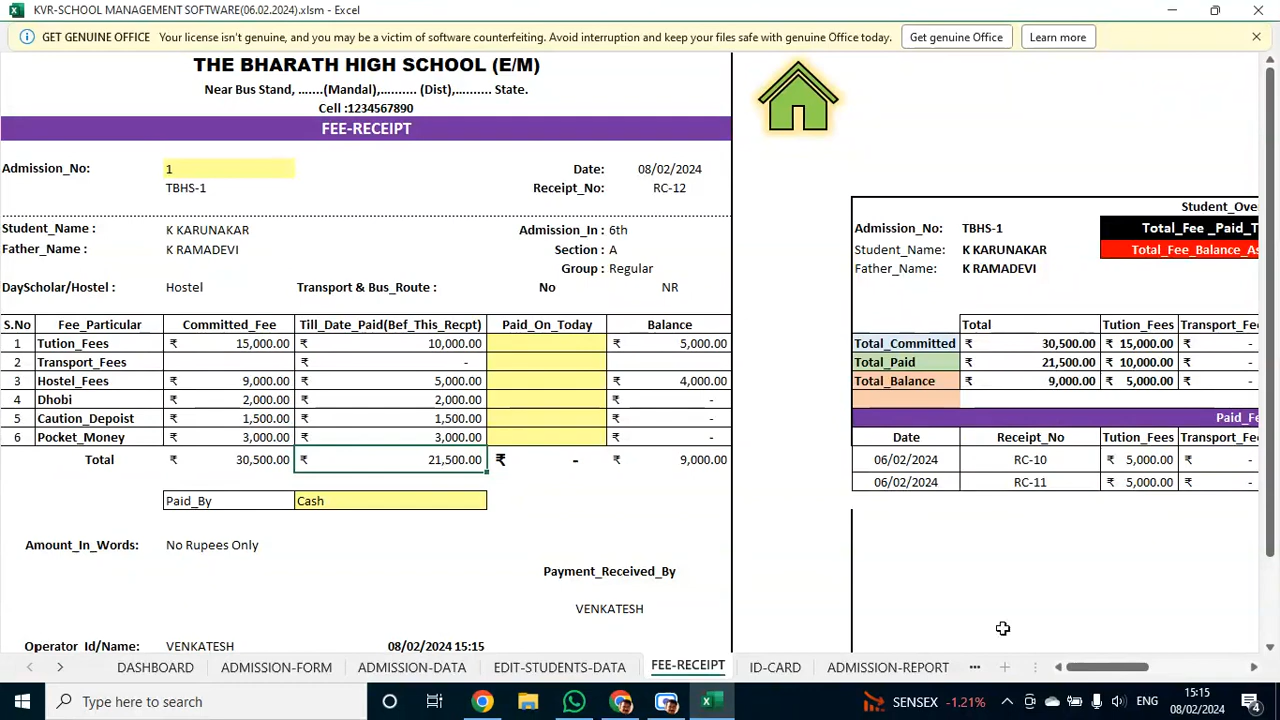 KVR-SCHOOL MANAGEMENT SOFTWARE(06.02.2024).xlsm - Excel
GET GENUINE OFFICE Your license isn't genuine, and you may be a victim of software counterfeiting. Avoid interruption and keep your files safe with genuine Office today. Get genuine Office Learn more
THE BHARATH HIGH SCHOOL (E/M)
Near Bus Stand, .......(Mandal),.......... (Dist),.......... State.
Cell :1234567890
FEE-RECEIPT
Admission_No: 1 Date: 08/02/2024
TBHS-1 Receipt_No: RC-12
Student_Name : K KARUNAKAR Admission_In : 6th
Father_Name : K RAMADEVI Section : A
Group : Regular
DayScholar/Hostel : Hostel Transport & Bus_Route : No NR
S.No Fee_Particular Committed_Fee Till_Date_Paid(Bef_This_Recpt) Paid_On_Today Balance
1 Tution_Fees ₹ 15,000.00 ₹ 10,000.00 ₹ 5,000.00
2 Transport_Fees ₹ -
3 Hostel_Fees ₹ 9,000.00 ₹ 5,000.00 ₹ 4,000.00
4 Dhobi ₹ 2,000.00 ₹ 2,000.00 ₹ -
5 Caution_Depoist ₹ 1,500.00 ₹ 1,500.00 ₹ -
6 Pocket_Money ₹ 3,000.00 ₹ 3,000.00 ₹ -
Total ₹ 30,500.00 ₹ 21,500.00 ₹ - ₹ 9,000.00
Paid_By Cash
Amount_In_Words: No Rupees Only
Payment_Received_By
VENKATESH
Operator_Id/Name: VENKATESH 08/02/2024 15:15
Student_Ove
Admission_No: TBHS-1 Total_Fee _Paid_T
Student_Name: K KARUNAKAR Total_Fee_Balance_As
Father_Name: K RAMADEVI
Total Tution_Fees Transport_Fe
Total_Committed ₹ 30,500.00 ₹ 15,000.00 ₹ -
Total_Paid ₹ 21,500.00 ₹ 10,000.00 ₹ -
Total_Balance ₹ 9,000.00 ₹ 5,000.00 ₹ -
Paid_F
Date Receipt_No Tution_Fees Transport_Fe
06/02/2024 RC-10 ₹ 5,000.00 ₹ -
06/02/2024 RC-11 ₹ 5,000.00 ₹ -
DASHBOARD ADMISSION-FORM ADMISSION-DATA EDIT-STUDENTS-DATA FEE-RECEIPT ID-CARD ADMISSION-REPORT ...
Type here to search SENSEX -1.21% ENG 15:15
08/02/2024 4